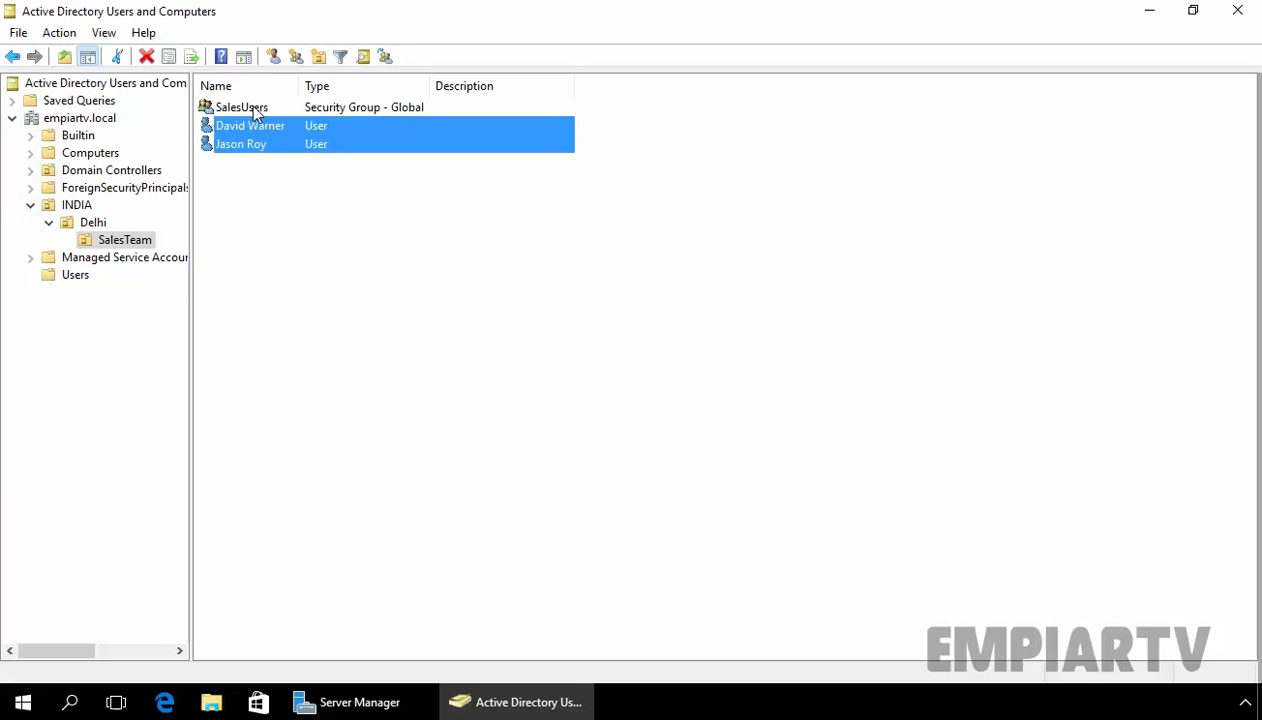 Active Directory Users and Computers
File Action View Help
Active Directory Users and Com
Saved Queries
empiartv.local
Builtin
Computers
Domain Controllers
ForeignSecurityPrincipals
INDIA
Delhi
SalesTeam
Managed Service Accou
Users
Name Type Description
SalesUsers Security Group - Global
David Warner User
Jason Roy User
EMPIARTV
Server Manager
Active Directory Us...